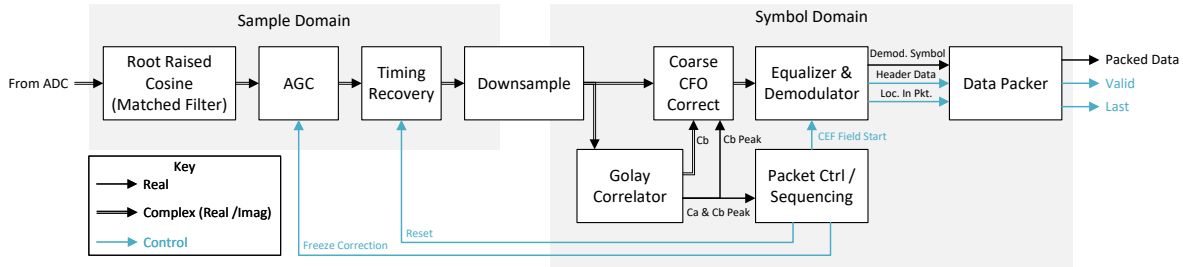 Sample Domain
Symbol Domain
From ADC
Root Raised
Cosine
(Matched Filter)
AGC
Timing
Recovery
Downsample
Coarse
CFO
Correct
Equalizer &
Demodulator
Demod. Symbol
Header Data
Loc. In Pkt.
Data Packer
Packed Data
Valid
Last
Cb
Cb Peak
CEF Field Start
Golay
Correlator
Ca & Cb Peak
Packet Ctrl /
Sequencing
Reset
Freeze Correction
Key
Real
Complex (Real /Imag)
Control